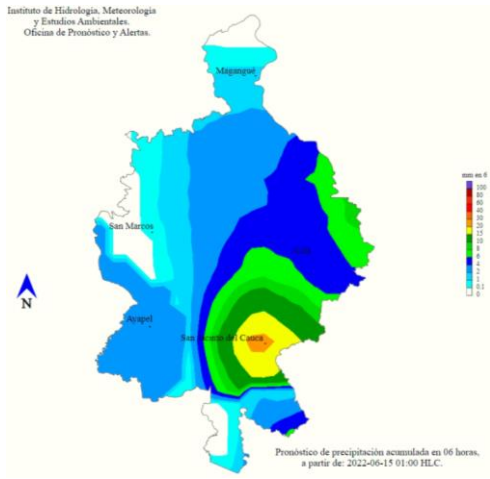 Instituto de Hidrología, Meteorología
y Estudios Ambientales.
Oficina de Pronóstico y Alertas.
Magangué
San Marcos
Ayapel
San Jacinto del Cauca
N
mm en 6
100
80
60
40
30
20
15
10
8
6
4
2
1
0.1
0
Pronóstico de precipitación acumulada en 06 horas,
a partir de: 2022-06-15 01:00 HLC.